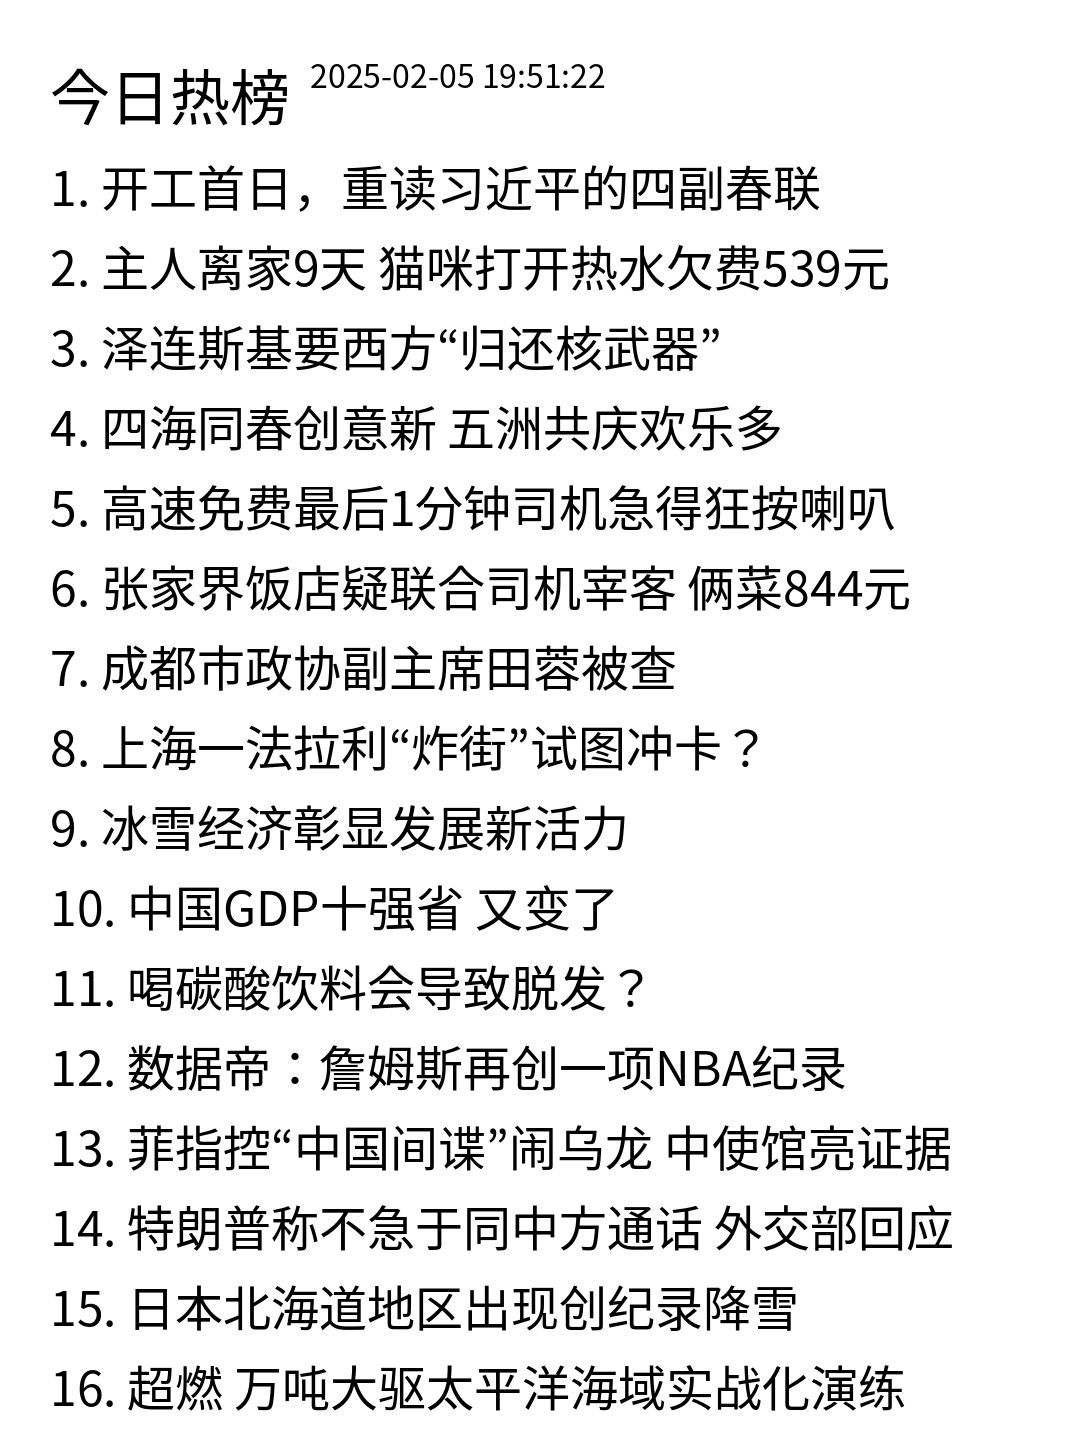 今日热榜 2025-02-05 19:51:22
1. 开工首日，重读习近平的四副春联
2. 主人离家9天 猫咪打开热水欠费539元
3. 泽连斯基要西方“归还核武器”
4. 四海同春创意新 五洲共庆欢乐多
5. 高速免费最后1分钟司机急得狂按喇叭
6. 张家界饭店疑联合司机宰客 俩菜844元
7. 成都市政协副主席田蓉被查
8. 上海一法拉利“炸街”试图冲卡？
9. 冰雪经济彰显发展新活力
10. 中国GDP十强省 又变了
11. 喝碳酸饮料会导致脱发？
12. 数据帝：詹姆斯再创一项NBA纪录
13. 菲指控“中国间谍”闹乌龙 中使馆亮证据
14. 特朗普称不急于同中方通话 外交部回应
15. 日本北海道地区出现创纪录降雪
16. 超燃 万吨大驱太平洋海域实战化演练